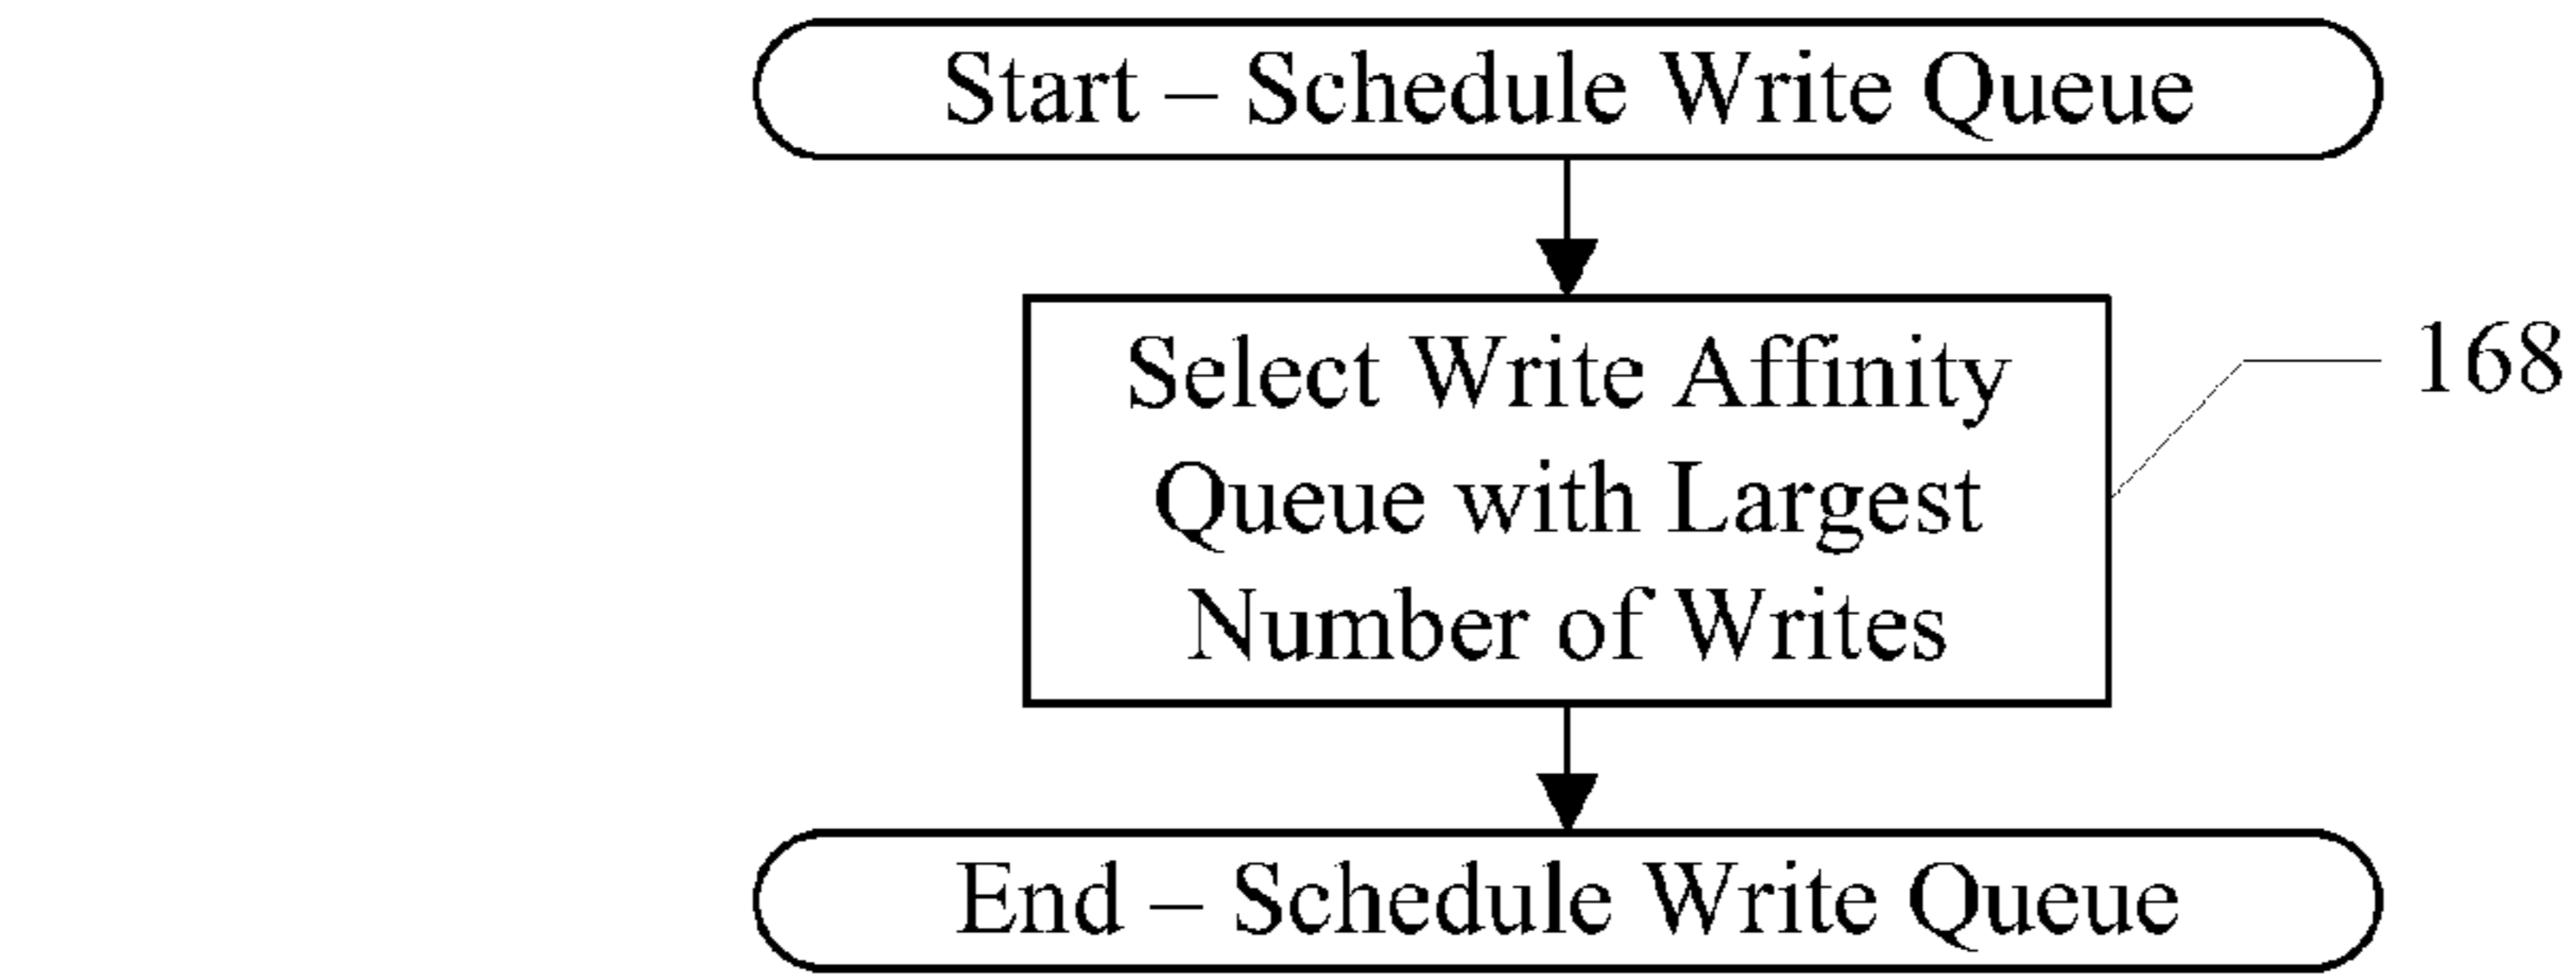 Start – Schedule Write Queue
Select Write Affinity
Queue with Largest
Number of Writes
168
End – Schedule Write Queue